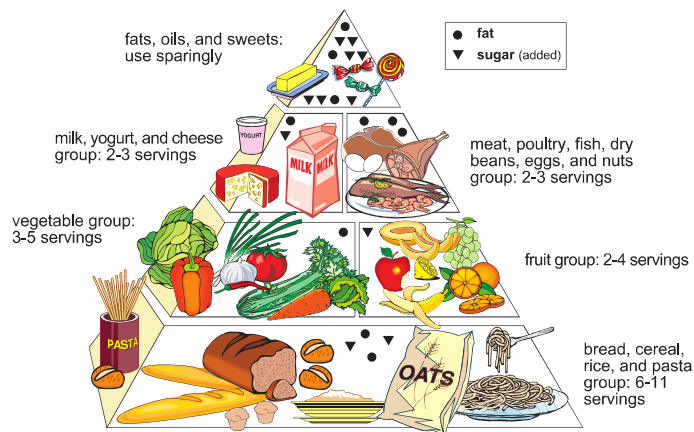 fats, oils, and sweets:
use sparingly
fat
sugar (added)
milk, yogurt, and cheese
group: 2-3 servings
YOGURT
MILK
MILK
meat, poultry, fish, dry
beans, eggs, and nuts
group: 2-3 servings
vegetable group:
3-5 servings
fruit group: 2-4 servings
PASTA
OATS
bread, cereal,
rice, and pasta
group: 6-11
servings